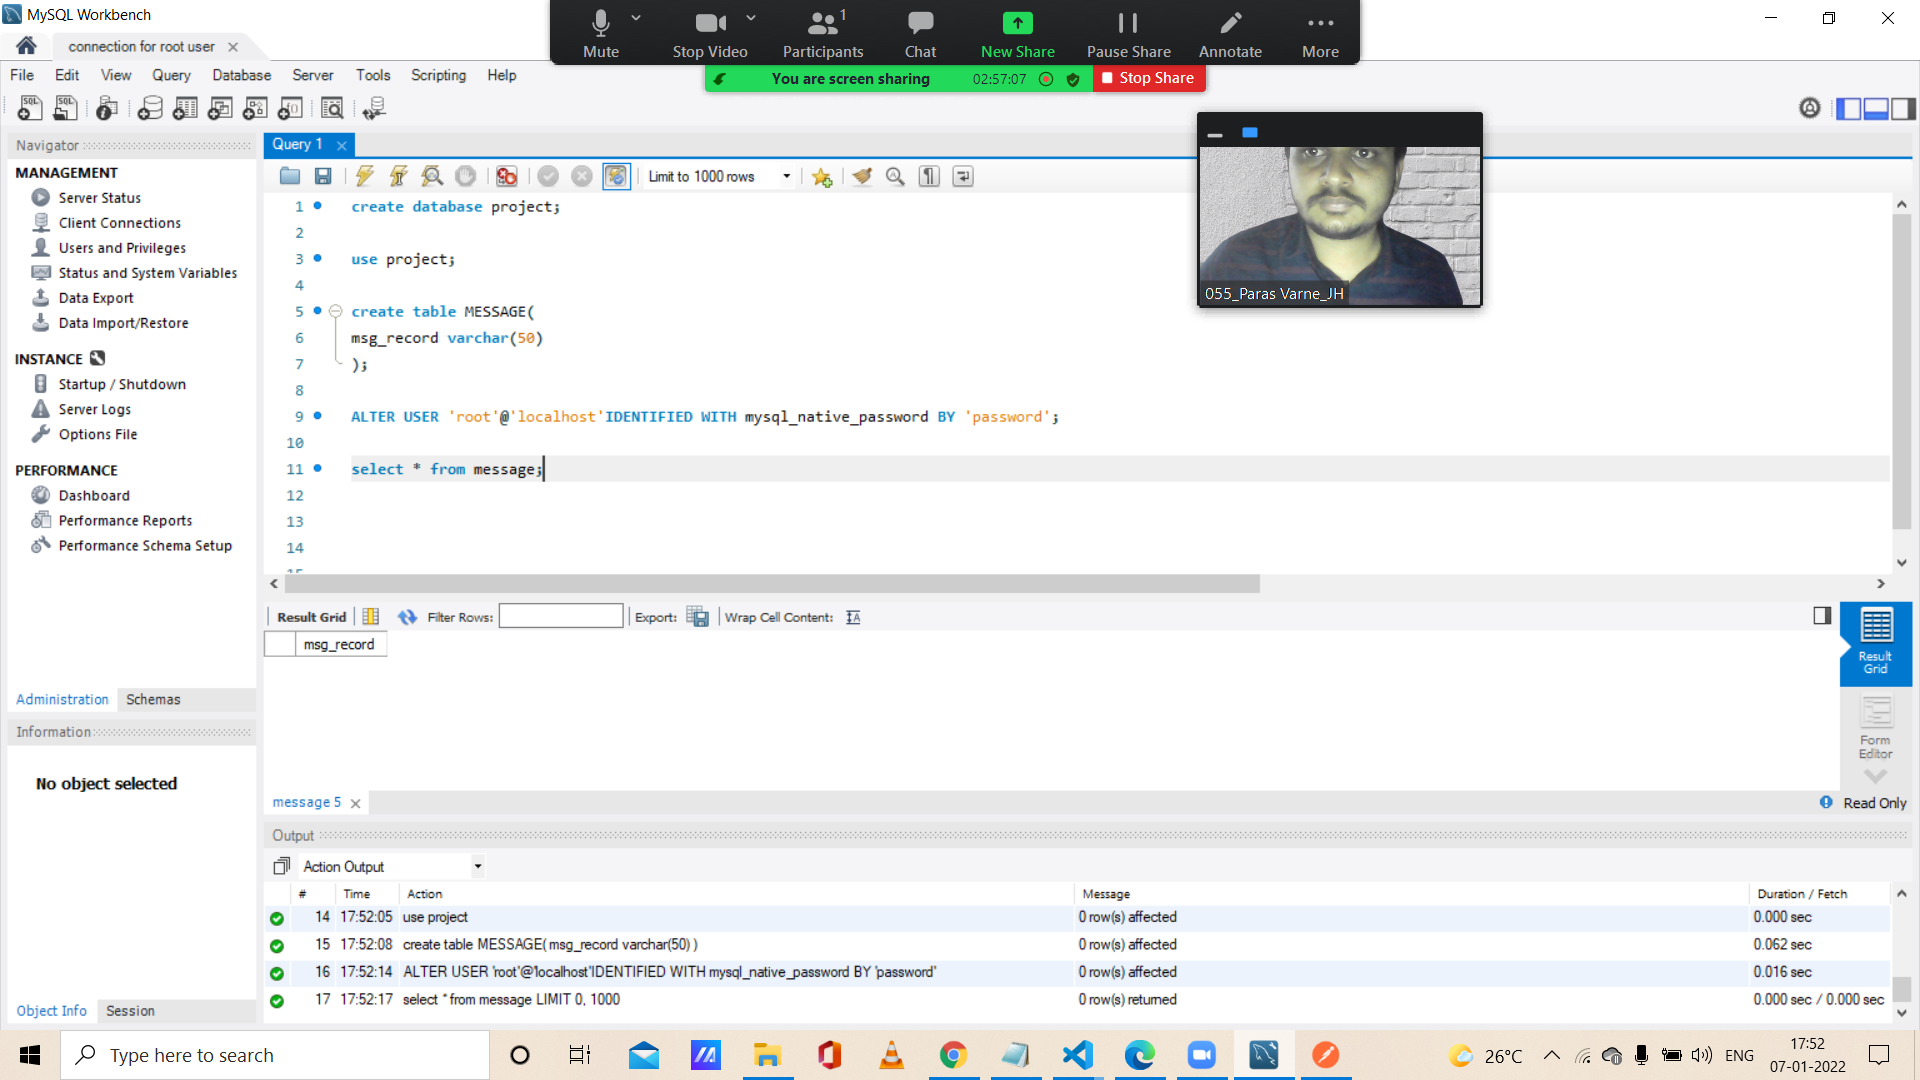 MySQL Workbench
connection for root user
Mute
Stop Video
Participants
1
Chat
New Share
Pause Share
Annotate
More
You are screen sharing
02:57:07
Stop Share
File Edit View Query Database Server Tools Scripting Help
Navigator
MANAGEMENT
Server Status
Client Connections
Users and Privileges
Status and System Variables
Data Export
Data Import/Restore
INSTANCE
Startup / Shutdown
Server Logs
Options File
PERFORMANCE
Dashboard
Performance Reports
Performance Schema Setup
Administration Schemas
Information
No object selected
Object Info Session
Query 1
Limit to 1000 rows
1 create database project;
2
3 use project;
4
5 create table MESSAGE(
6 msg_record varchar(50)
7 );
8
9 ALTER USER 'root'@'localhost'IDENTIFIED WITH mysql_native_password BY 'password';
10
11 select * from message;
12
13
14
055_Paras Varne_JH
Result Grid Filter Rows: Export: Wrap Cell Content:
msg_record
Result Grid
Form Editor
message 5
Read Only
Output
Action Output
# Time Action Message Duration / Fetch
14 17:52:05 use project 0 row(s) affected 0.000 sec
15 17:52:08 create table MESSAGE( msg_record varchar(50) ) 0 row(s) affected 0.062 sec
16 17:52:14 ALTER USER 'root'@'localhost'IDENTIFIED WITH mysql_native_password BY 'password' 0 row(s) affected 0.016 sec
17 17:52:17 select * from message LIMIT 0, 1000 0 row(s) returned 0.000 sec / 0.000 sec
Type here to search
26°C
ENG
17:52
07-01-2022